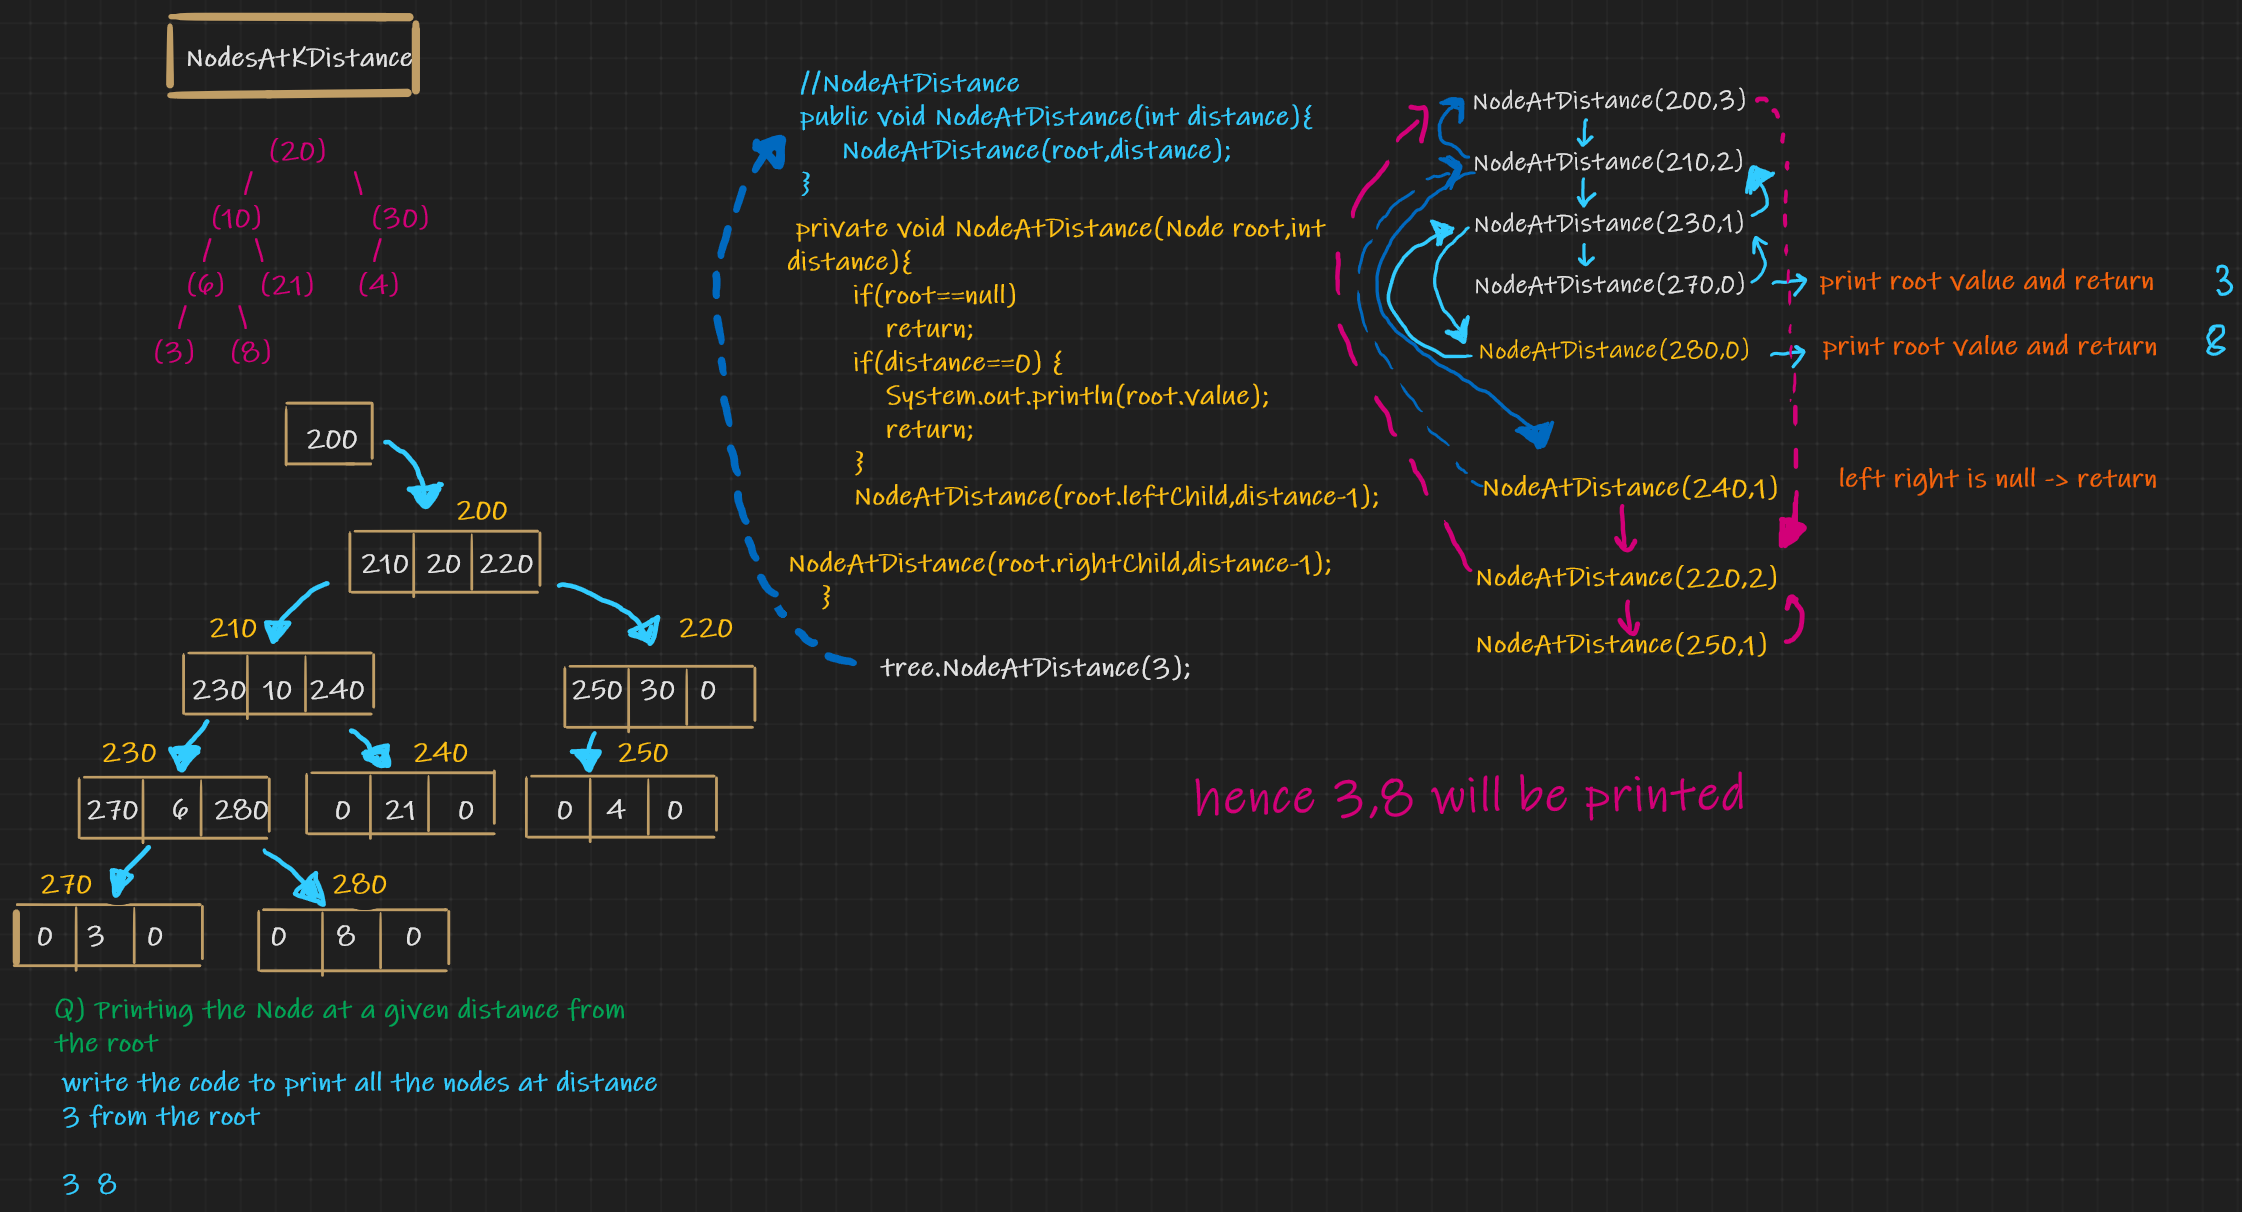 NodesAtKDistance
(20)
(10) (30)
(6) (21) (4)
(3) (8)
200
200
210 20 220
210 220
230 10 240
250 30 0
230 240 250
270 6 280
0 21 0
0 4 0
270 280
0 3 0
0 8 0
Q) Printing the Node at a given distance from
the root
write the code to print all the nodes at distance
3 from the root
3 8
//NodeAtDistance
public void NodeAtDistance(int distance){
NodeAtDistance(root,distance);
}
private void NodeAtDistance(Node root,int
distance){
if(root==null)
return;
if(distance==0) {
System.out.println(root.value);
return;
}
NodeAtDistance(root.leftChild,distance-1);
NodeAtDistance(root.rightChild,distance-1);
}
tree.NodeAtDistance(3);
NodeAtDistance(200,3)
NodeAtDistance(210,2)
NodeAtDistance(230,1)
NodeAtDistance(270,0) print root value and return 3
NodeAtDistance(280,0) print root value and return 8
NodeAtDistance(240,1) left right is null -> return
NodeAtDistance(220,2)
NodeAtDistance(250,1)
hence 3,8 will be printed